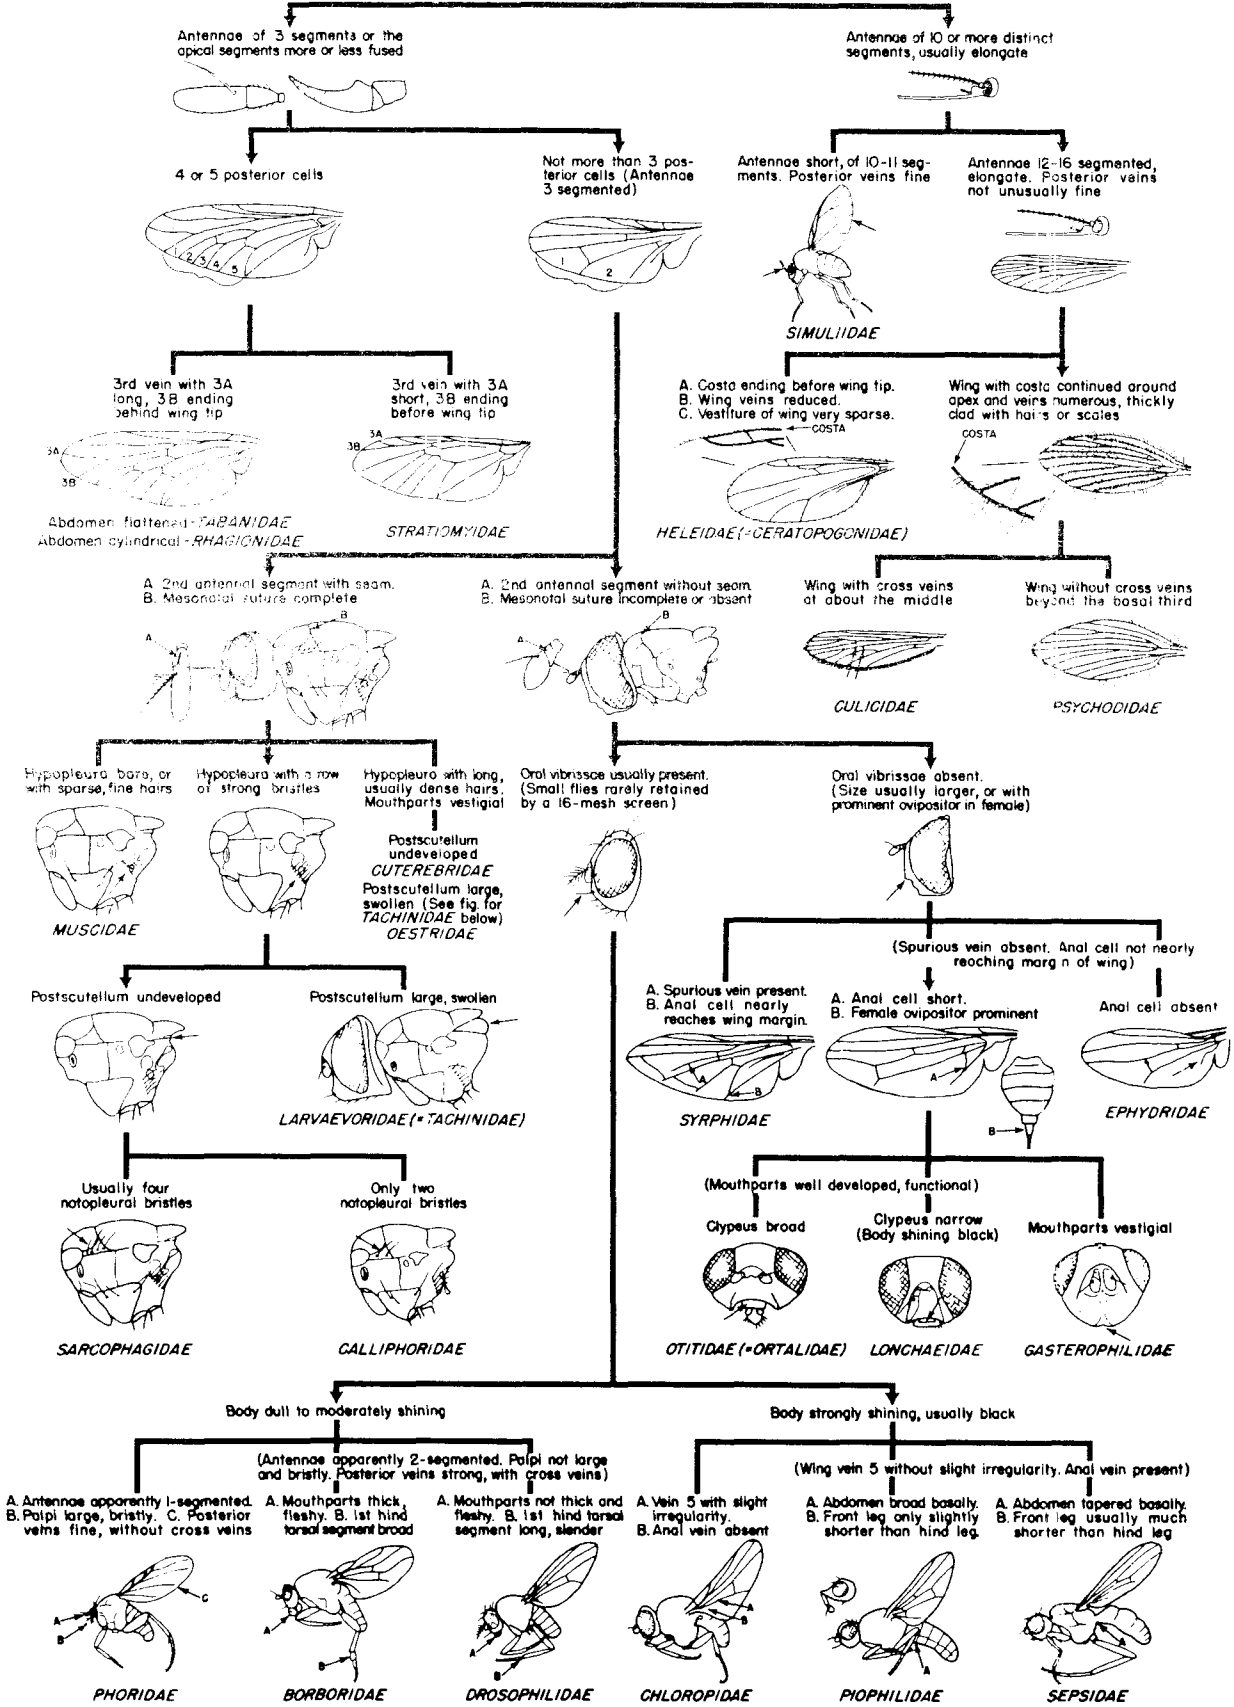 Antennae of 3 segments or the
apical segments more or less fused
Antennae of 10 or more distinct
segments, usually elongate
4 or 5 posterior cells
Not more than 3 pos-
terior cells (Antennae
3 segmented)
Antennae short, of 10-11 seg-
ments. Posterior veins fine
Antennae 12-16 segmented,
elongate. Posterior veins
not unusually fine
1 2 3 4 5
1 2
SIMULIIDAE
3rd vein with 3A
long, 3B ending
behind wing tip
3rd vein with 3A
short, 3B ending
before wing tip
A. Costa ending before wing tip.
B. Wing veins reduced.
C. Vestiture of wing very sparse.
Wing with costa continued around
apex and veins numerous, thickly
clad with hairs or scales
3A
3B
3A
3B
COSTA
COSTA
Abdomen flattened-TABANIDAE
Abdomen cylindrical-RHAGIONIDAE
STRATIOMYIDAE
HELEIDAE(=CERATOPOGONIDAE)
A. 2nd antennal segment with seam.
B. Mesonotal suture complete
A. 2nd antennal segment without seam.
B. Mesonotal suture incomplete or absent
Wing with cross veins
at about the middle
Wing without cross veins
beyond the basal third
A
B
A
B
CULICIDAE
PSYCHODIDAE
Hypopleura bare, or
with sparse, fine hairs
Hypopleura with a row
of strong bristles
Hypopleura with long,
usually dense hairs.
Mouthparts vestigial
Oral vibrissae usually present.
(Small flies rarely retained
by a 16-mesh screen)
Oral vibrissae absent.
(Size usually larger, or with
prominent ovipositor in female)
Postscutellum
undeveloped
CUTEREBRIDAE
Postscutellum large,
swollen (See fig. for
TACHINIDAE below)
OESTRIDAE
MUSCIDAE
(Spurious vein absent. Anal cell not nearly
reaching margin of wing)
Postscutellum undeveloped
Postscutellum large, swollen
A. Spurious vein present.
B. Anal cell nearly
reaches wing margin.
A. Anal cell short.
B. Female ovipositor prominent
Anal cell absent
A
B
A
B
LARVAEVORIDAE(=TACHINIDAE)
SYRPHIDAE
EPHYDRIDAE
Usually four
notopleural bristles
Only two
notopleural bristles
(Mouthparts well developed, functional)
Clypeus broad
Clypeus narrow
(Body shining black)
Mouthparts vestigial
SARCOPHAGIDAE
CALLIPHORIDAE
OTITIDAE(=ORTALIDAE)
LONCHAEIDAE
GASTEROPHILIDAE
Body dull to moderately shining
Body strongly shining, usually black
(Antennae apparently 2-segmented. Palpi not large
and bristly. Posterior veins strong, with cross veins)
(Wing vein 5 without slight irregularity. Anal vein present)
A. Antennae apparently 1-segmented.
B. Palpi large, bristly. C. Posterior
veins fine, without cross veins
A. Mouthparts thick,
fleshy. B. 1st hind
tarsal segment broad
A. Mouthparts not thick and
fleshy. B. 1st hind tarsal
segment long, slender
A. Vein 5 with slight
irregularity.
B. Anal vein absent
A. Abdomen broad basally.
B. Front leg only slightly
shorter than hind leg.
A. Abdomen tapered basally.
B. Front leg usually much
shorter than hind leg
A
B
C
A
B
A
B
A
B
A
A
PHORIDAE
BORBORIDAE
DROSOPHILIDAE
CHLOROPIDAE
PIOPHILIDAE
SEPSIDAE